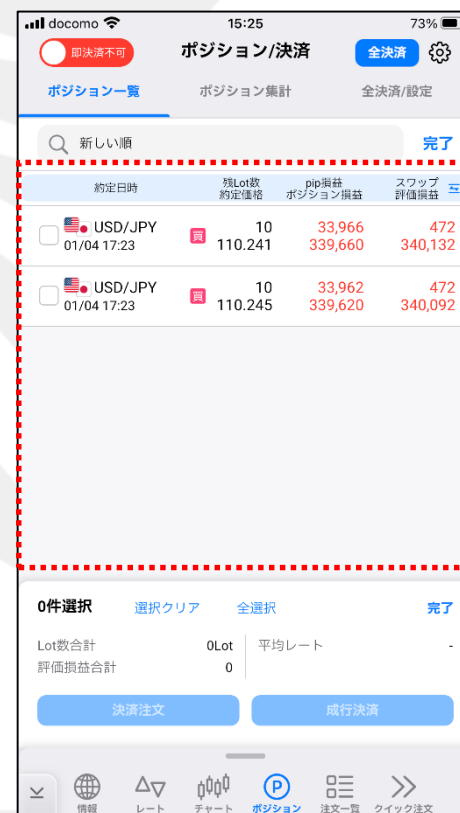 docomo 15:25 73%
即決済不可 ポジション/決済 全決済
ポジション一覧 ポジション集計 全決済/設定
新しい順 完了
約定日時 残Lot数 pip損益 スワップ
約定価格 ポジション損益 評価損益
USD/JPY 買 10 33,966 472
01/04 17:23 110.241 339,660 340,132
USD/JPY 買 10 33,962 472
01/04 17:23 110.245 339,620 340,092
0件選択 選択クリア 全選択 完了
Lot数合計 0Lot 平均レート -
評価損益合計 0
決済注文 成行決済
P
情報 レート チャート ポジション 注文一覧 クイック注文